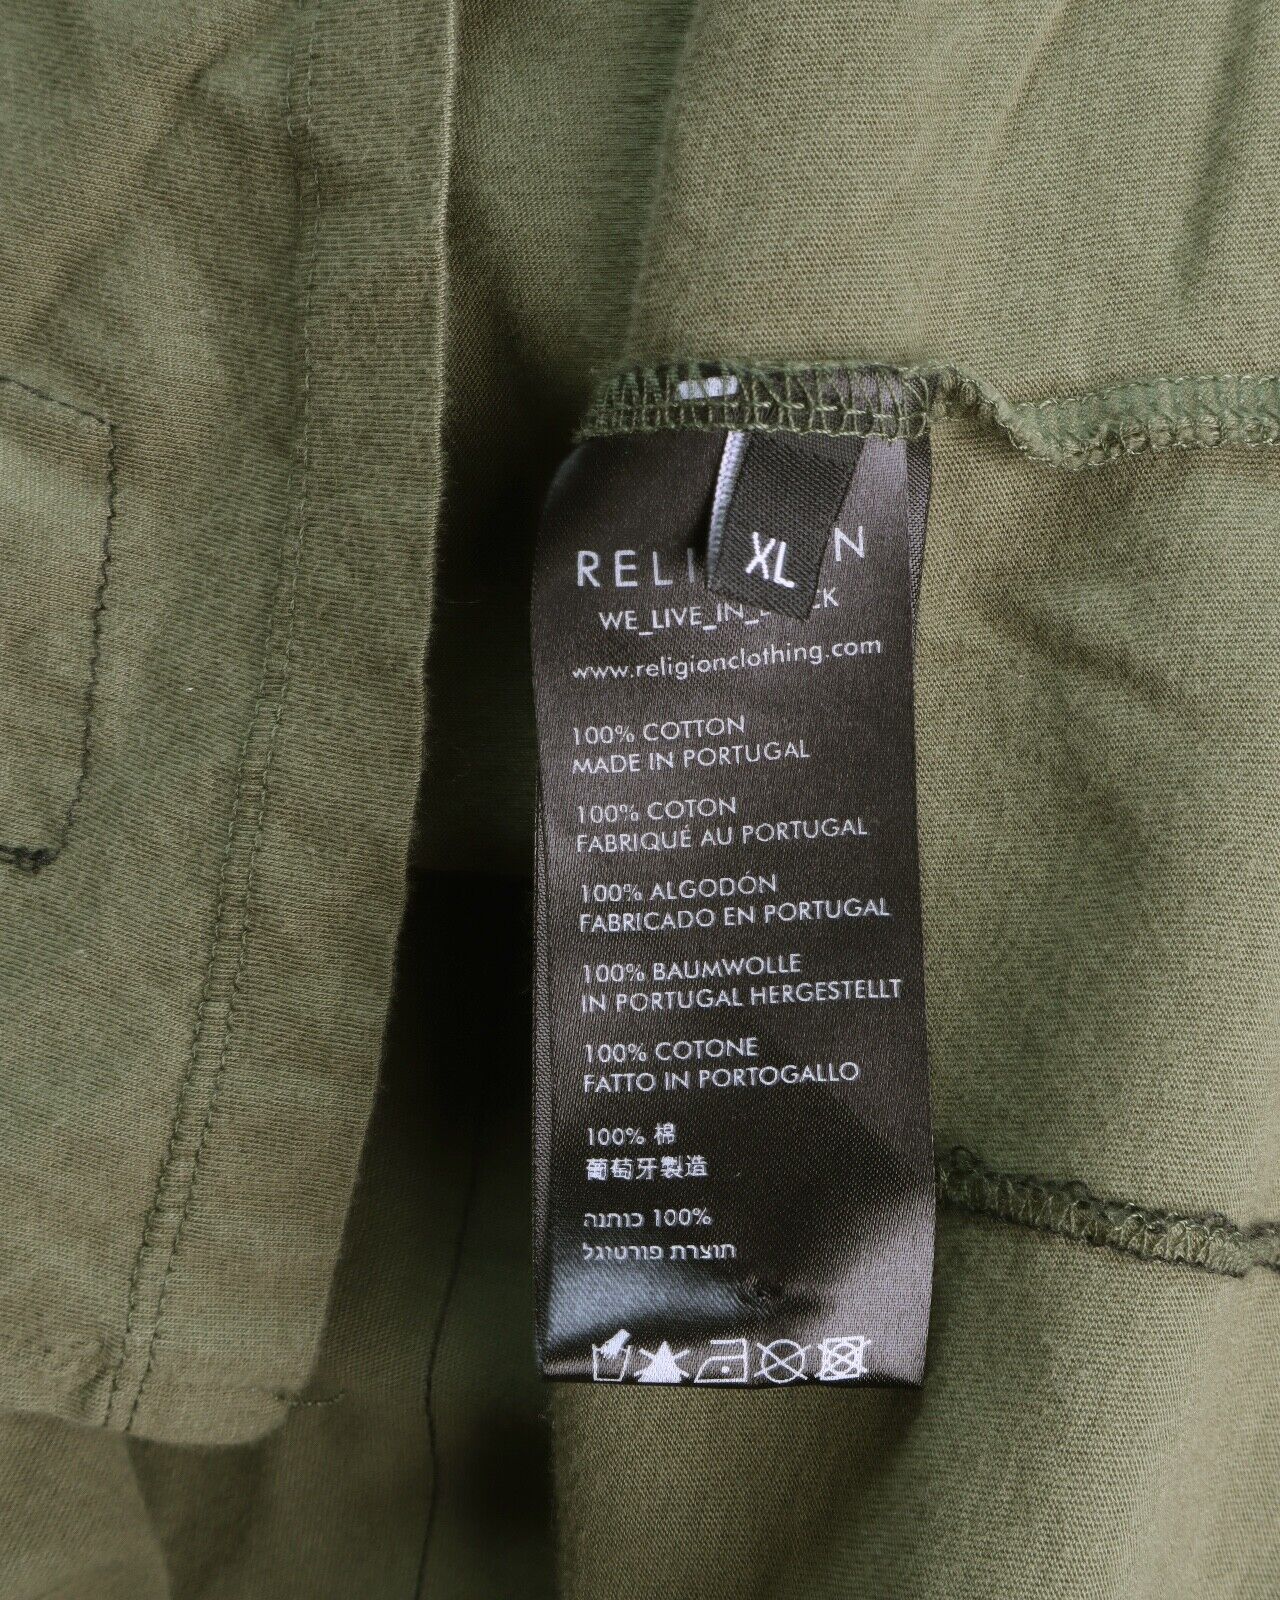 XL
WE_LIVE_IN_
www.religionclothing.com
100% COTTON
MADE IN PORTUGAL
100% COTON
FABRIQUÉ AU PORTUGAL
100% ALGODÓN
FABRICADO EN PORTUGAL
100% BAUMWOLLE
IN PORTUGAL HERGESTELLT
100% COTONE
FATTO IN PORTOGALLO
100% 棉
葡萄牙製造
100% כותנה
תוצרת פורטוגל